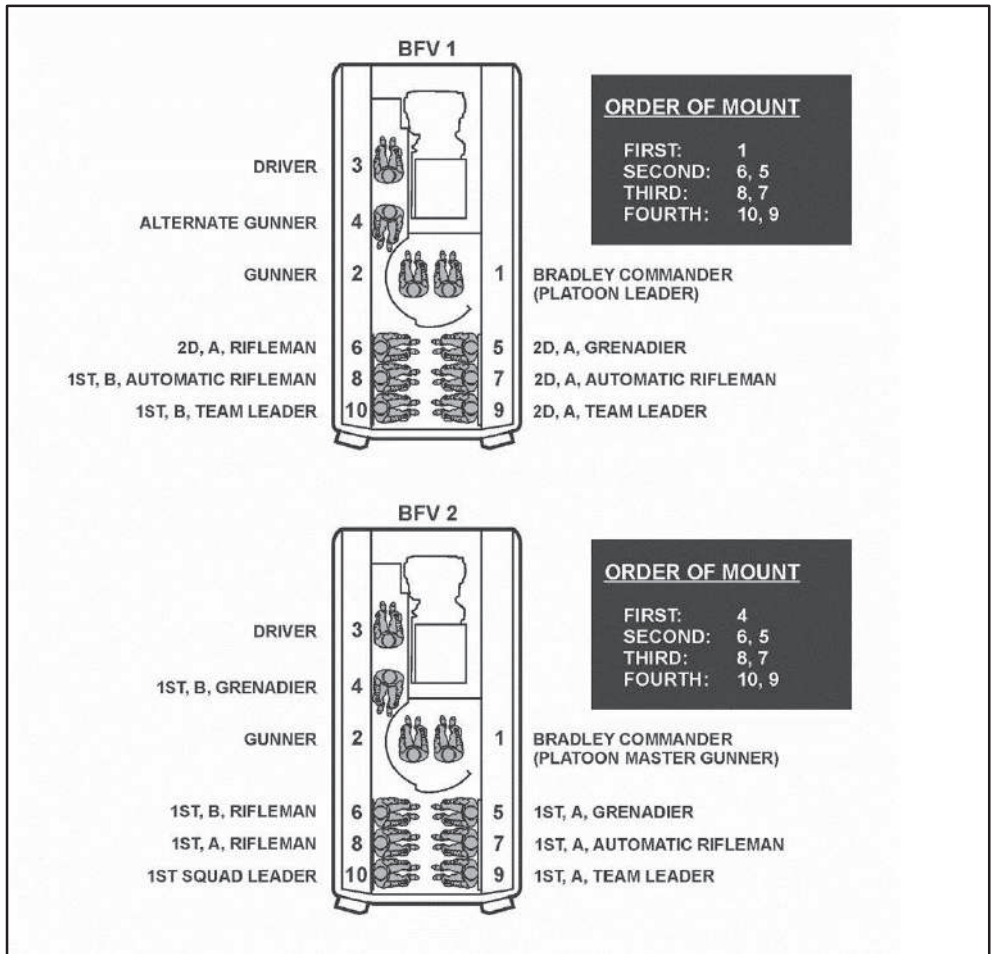 BFV 1
ORDER OF MOUNT
FIRST: 1
SECOND: 6, 5
THIRD: 8, 7
FOURTH: 10, 9
DRIVER 3
ALTERNATE GUNNER 4
GUNNER 2
1 BRADLEY COMMANDER
(PLATOON LEADER)
2D, A, RIFLEMAN 6
5 2D, A, GRENADIER
1ST, B, AUTOMATIC RIFLEMAN 8
7 2D, A, AUTOMATIC RIFLEMAN
1ST, B, TEAM LEADER 10
9 2D, A, TEAM LEADER
BFV 2
ORDER OF MOUNT
FIRST: 4
SECOND: 6, 5
THIRD: 8, 7
FOURTH: 10, 9
DRIVER 3
1ST, B, GRENADIER 4
GUNNER 2
1 BRADLEY COMMANDER
(PLATOON MASTER GUNNER)
1ST, B, RIFLEMAN 6
5 1ST, A, GRENADIER
1ST, A, RIFLEMAN 8
7 1ST, A, AUTOMATIC RIFLEMAN
1ST SQUAD LEADER 10
9 1ST, A, TEAM LEADER